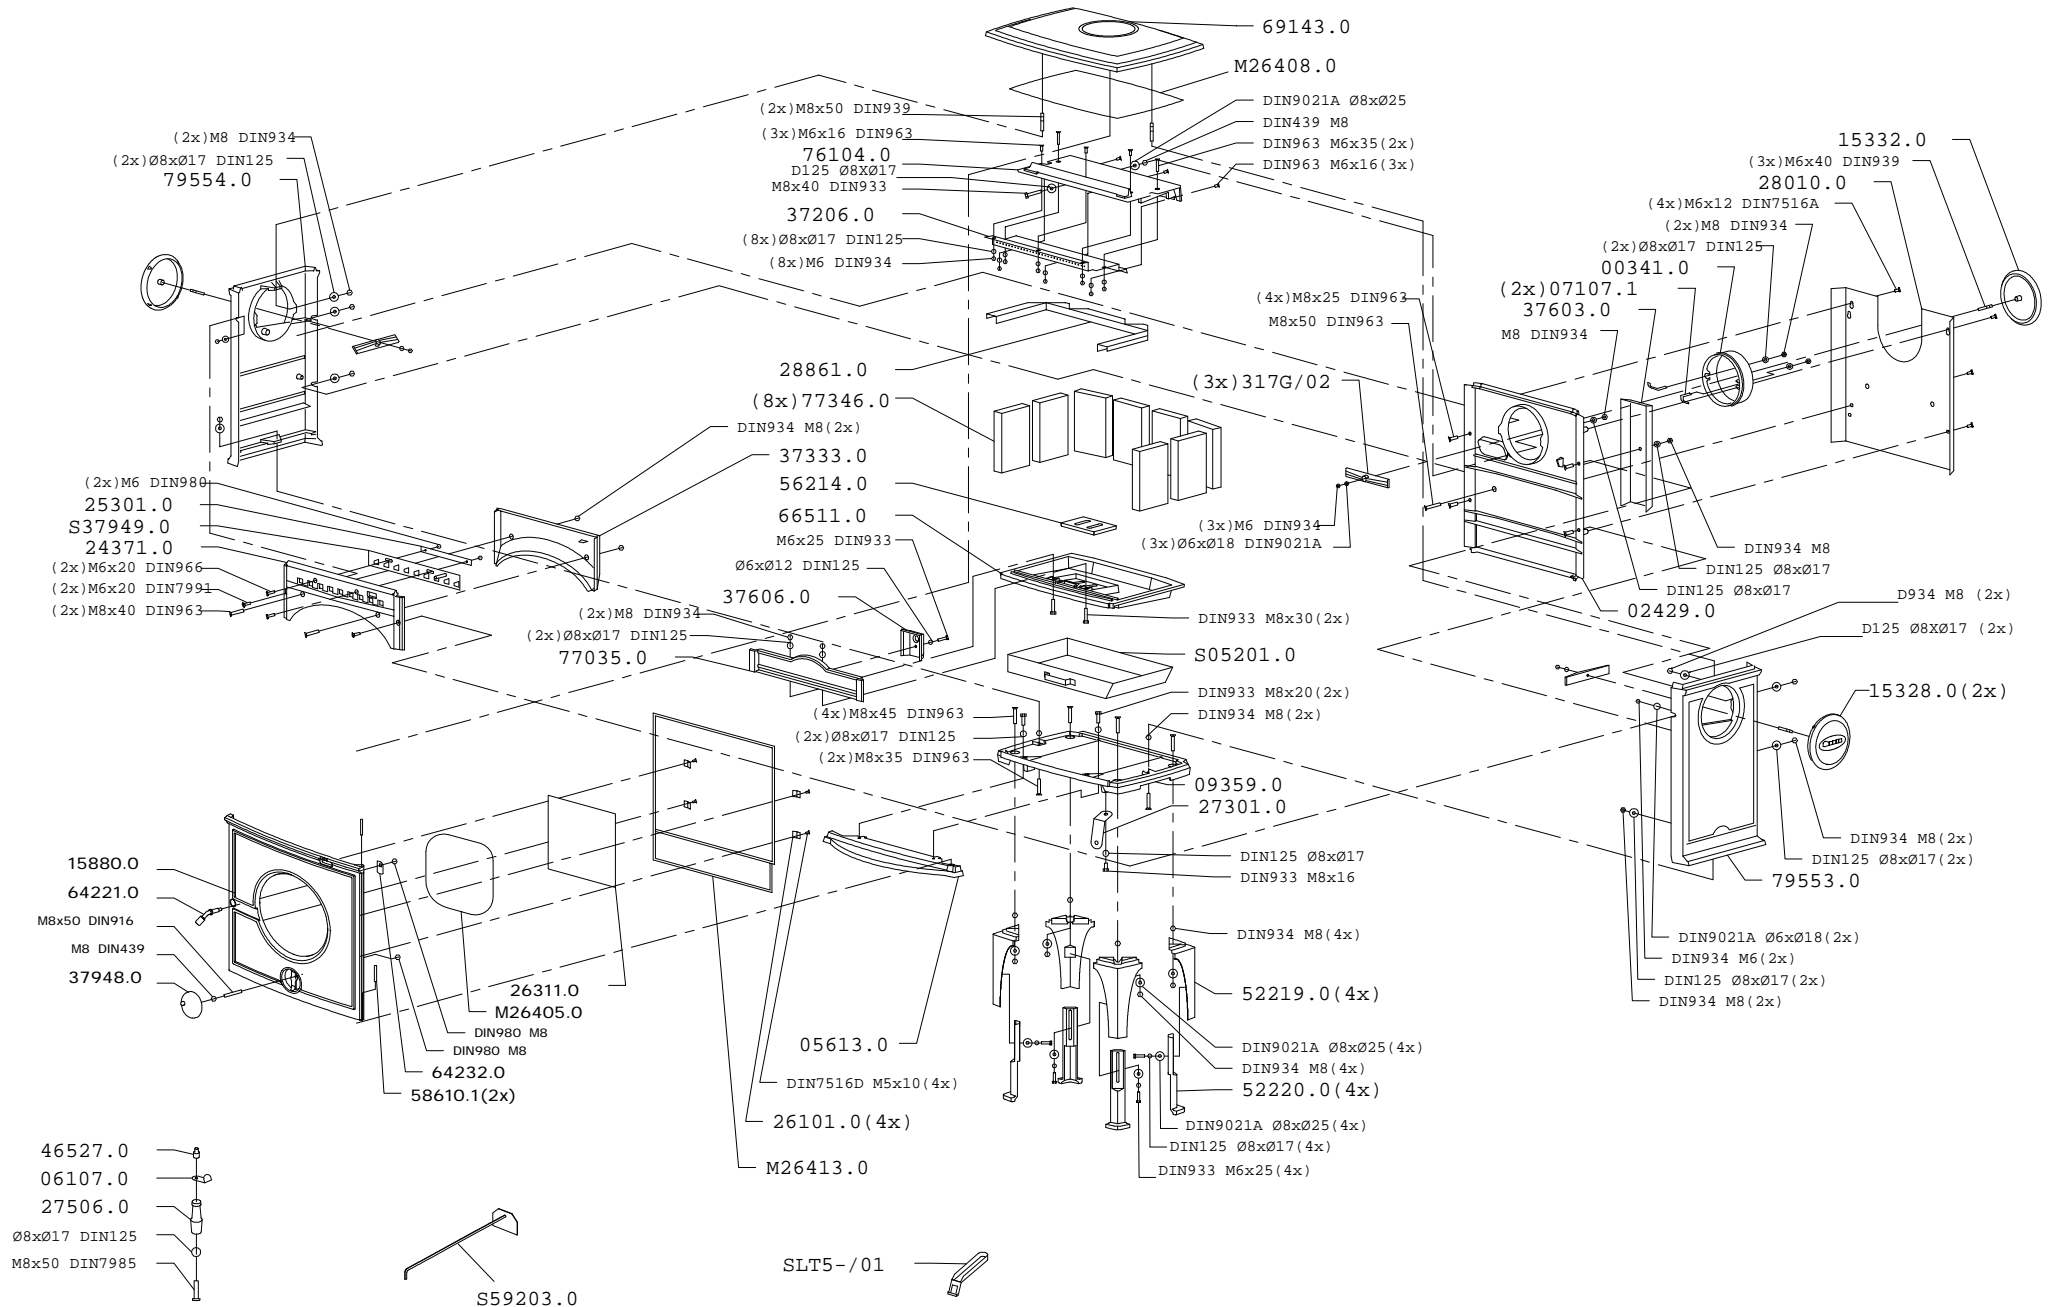 69143.0
M26408.0
(2x)M8x50 DIN939
(3x)M6x16 DIN963
76104.0
D125 Ø8XØ17
M8x40 DIN933
37206.0
(8x)Ø8xØ17 DIN125
(8x)M6 DIN934
DIN9021A Ø8xØ25
DIN439 M8
DIN963 M6x35(2x)
DIN963 M6x16(3x)
(2x)M8 DIN934
(2x)Ø8xØ17 DIN125
79554.0
15332.0
(3x)M6x40 DIN939
28010.0
(4x)M6x12 DIN7516A
(2x)M8 DIN934
(2x)Ø8xØ17 DIN125
00341.0
(2x)07107.1
37603.0
M8 DIN934
(4x)M8x25 DIN963
M8x50 DIN963
(3x)317G/02
28861.0
(8x)77346.0
DIN934 M8(2x)
37333.0
56214.0
66511.0
M6x25 DIN933
Ø6xØ12 DIN125
37606.0
(2x)M8 DIN934
(2x)Ø8xØ17 DIN125
77035.0
(2x)M6 DIN980
25301.0
S37949.0
24371.0
(2x)M6x20 DIN966
(2x)M6x20 DIN7991
(2x)M8x40 DIN963
(3x)M6 DIN934
(3x)Ø6xØ18 DIN9021A
DIN934 M8
DIN125 Ø8xØ17
DIN125 Ø8xØ17
02429.0
D934 M8 (2x)
D125 Ø8XØ17 (2x)
15328.0(2x)
DIN933 M8x30(2x)
S05201.0
DIN933 M8x20(2x)
DIN934 M8(2x)
(4x)M8x45 DIN963
(2x)Ø8xØ17 DIN125
(2x)M8x35 DIN963
09359.0
27301.0
DIN125 Ø8xØ17
DIN933 M8x16
DIN934 M8(2x)
DIN125 Ø8xØ17(2x)
79553.0
DIN9021A Ø6xØ18(2x)
DIN934 M6(2x)
DIN125 Ø8xØ17(2x)
DIN934 M8(2x)
15880.0
64221.0
M8x50 DIN916
M8 DIN439
37948.0
26311.0
M26405.0
DIN980 M8
DIN980 M8
64232.0
58610.1(2x)
05613.0
DIN7516D M5x10(4x)
26101.0(4x)
M26413.0
DIN934 M8(4x)
52219.0(4x)
DIN9021A Ø8xØ25(4x)
DIN934 M8(4x)
52220.0(4x)
DIN9021A Ø8xØ25(4x)
DIN125 Ø8xØ17(4x)
DIN933 M6x25(4x)
46527.0
06107.0
27506.0
Ø8xØ17 DIN125
M8x50 DIN7985
S59203.0
SLT5-/01